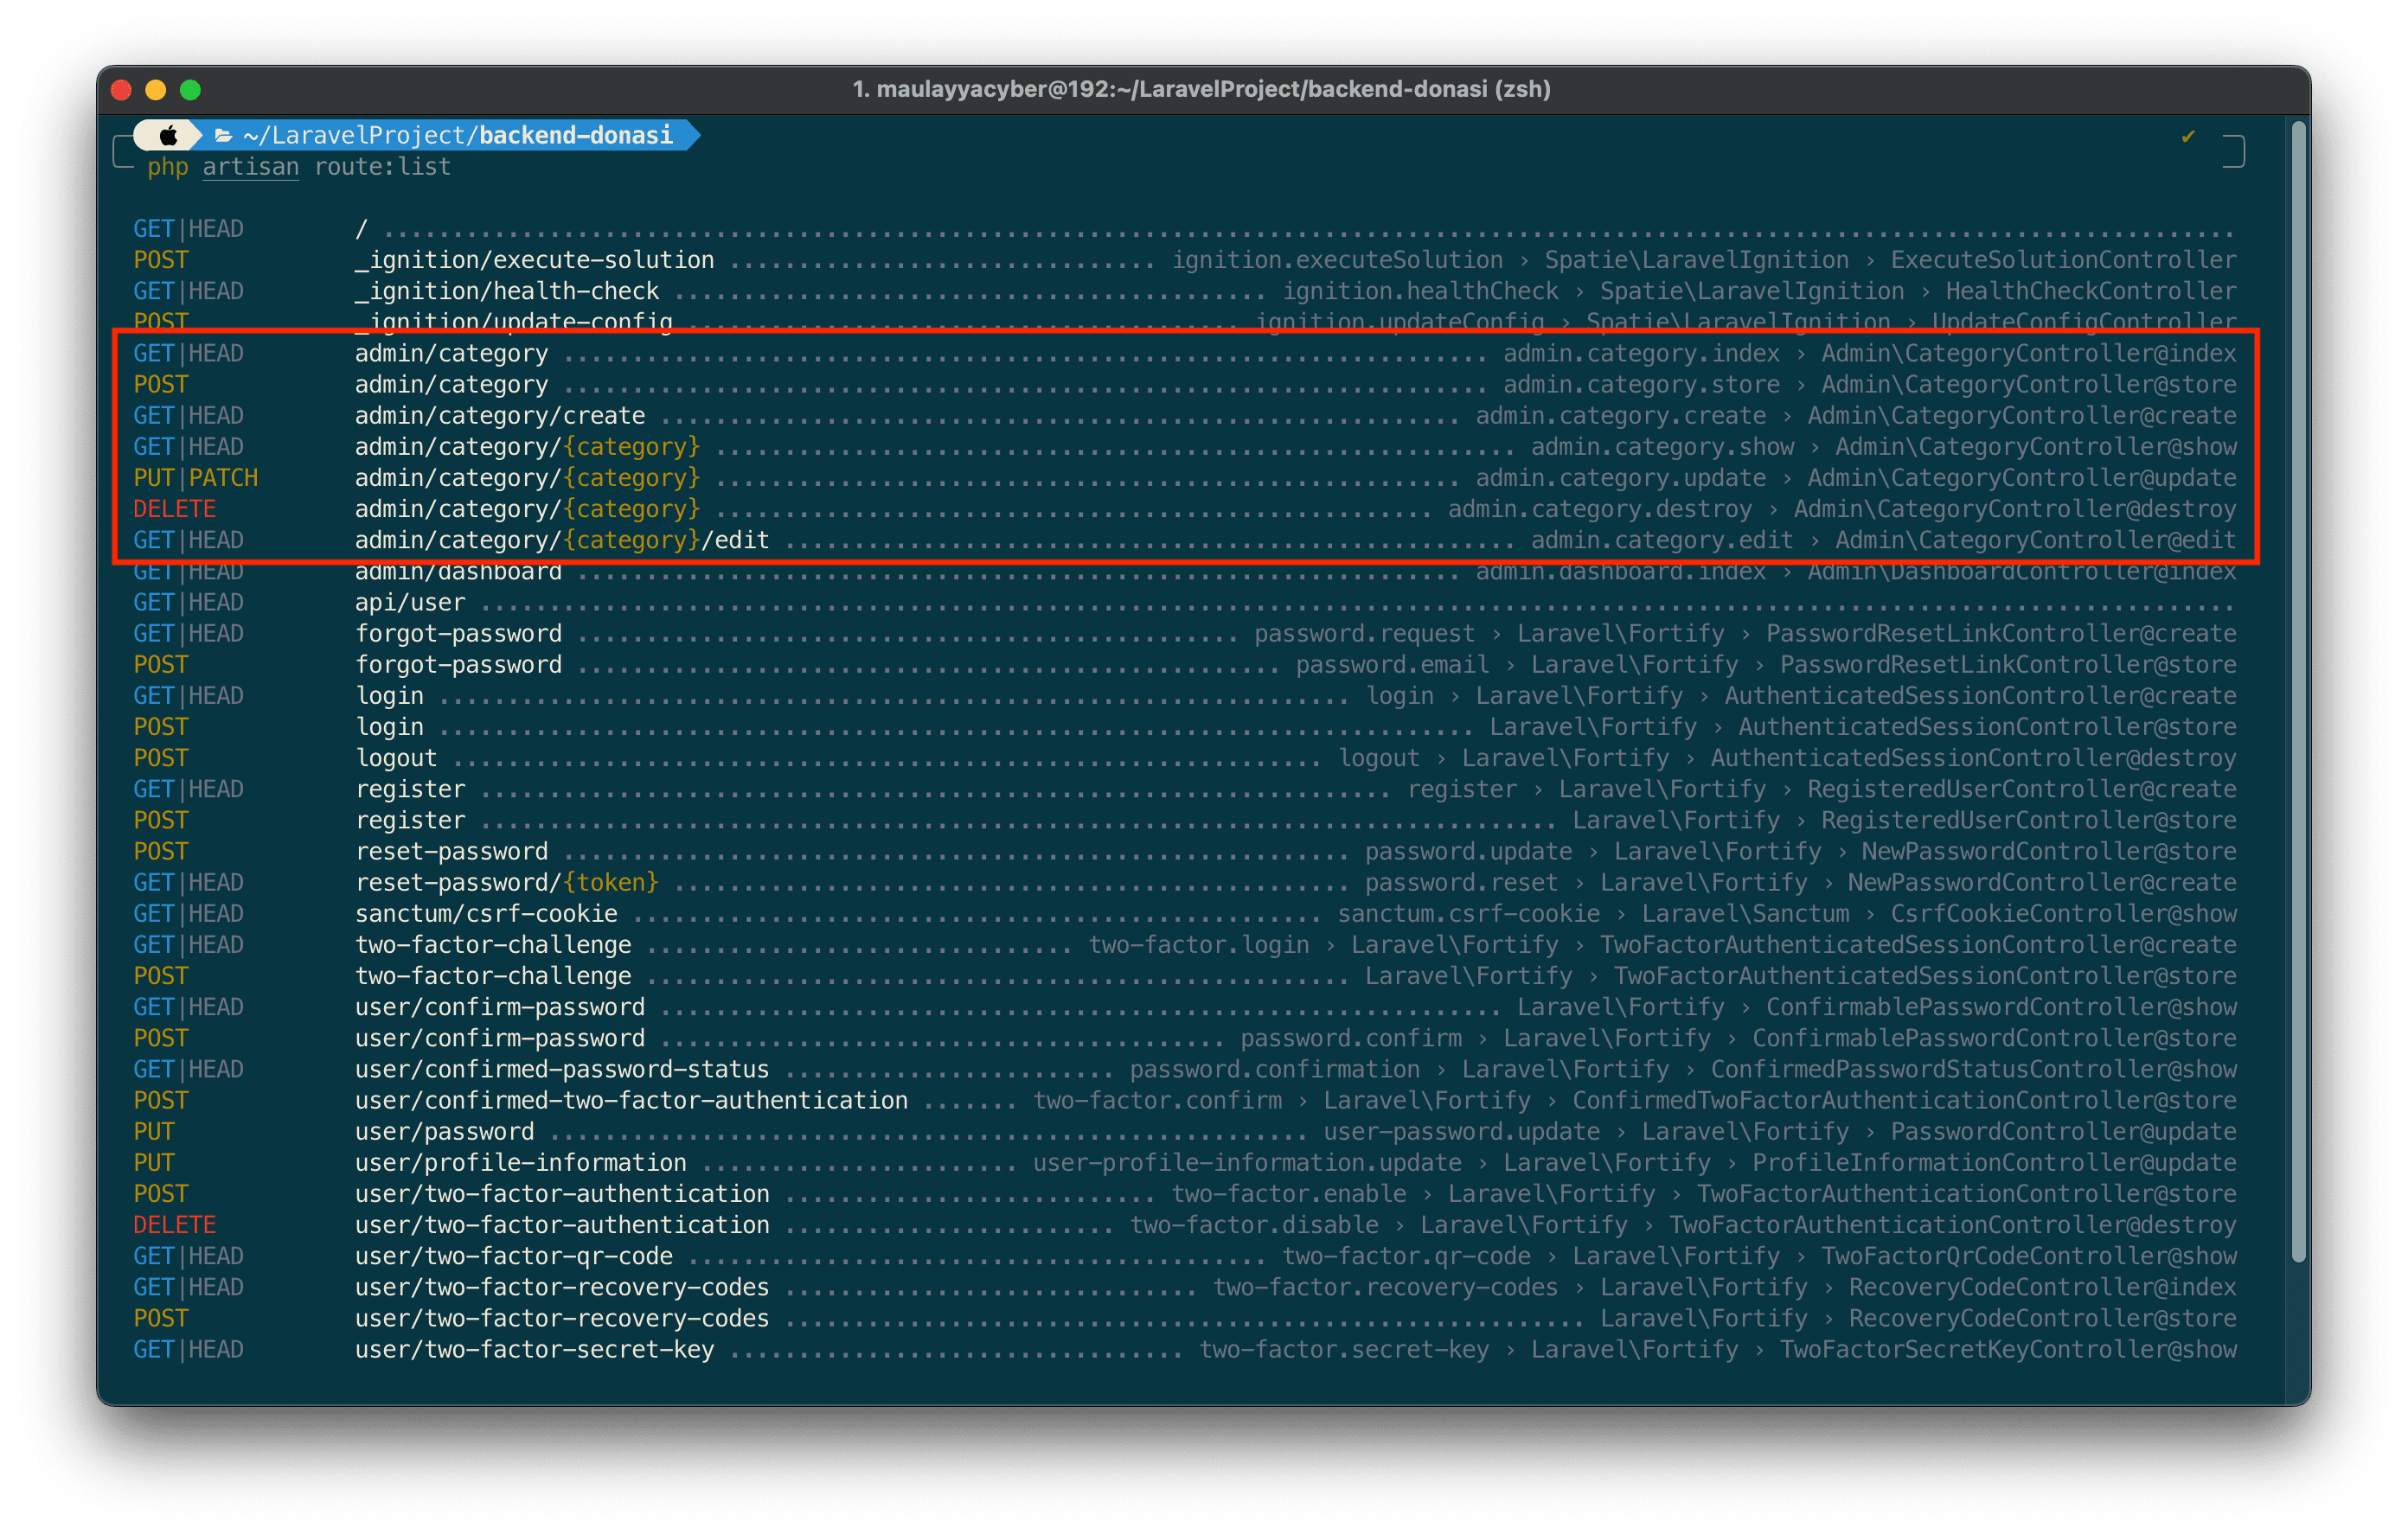 1. maulayyacyber@192:~/LaravelProject/backend-donasi (zsh)
~/LaravelProject/backend-donasi ✔
php artisan route:list
GET|HEAD / ........................................................................................................................................
POST _ignition/execute-solution ............................... ignition.executeSolution › Spatie\LaravelIgnition › ExecuteSolutionController
GET|HEAD _ignition/health-check ........................................... ignition.healthCheck › Spatie\LaravelIgnition › HealthCheckController
POST _ignition/update-config ........................................ ignition.updateConfig › Spatie\LaravelIgnition › UpdateConfigController
GET|HEAD admin/category ................................................................... admin.category.index › Admin\CategoryController@index
POST admin/category ................................................................... admin.category.store › Admin\CategoryController@store
GET|HEAD admin/category/create .......................................................... admin.category.create › Admin\CategoryController@create
GET|HEAD admin/category/{category} .......................................................... admin.category.show › Admin\CategoryController@show
PUT|PATCH admin/category/{category} ...................................................... admin.category.update › Admin\CategoryController@update
DELETE admin/category/{category} .................................................... admin.category.destroy › Admin\CategoryController@destroy
GET|HEAD admin/category/{category}/edit ..................................................... admin.category.edit › Admin\CategoryController@edit
GET|HEAD admin/dashboard ................................................................ admin.dashboard.index › Admin\DashboardController@index
GET|HEAD api/user .................................................................................................................................
GET|HEAD forgot-password ................................................ password.request › Laravel\Fortify › PasswordResetLinkController@create
POST forgot-password ................................................... password.email › Laravel\Fortify › PasswordResetLinkController@store
GET|HEAD login .................................................................. login › Laravel\Fortify › AuthenticatedSessionController@create
POST login ........................................................................... Laravel\Fortify › AuthenticatedSessionController@store
POST logout ............................................................... logout › Laravel\Fortify › AuthenticatedSessionController@destroy
GET|HEAD register .................................................................. register › Laravel\Fortify › RegisteredUserController@create
POST register .............................................................................. Laravel\Fortify › RegisteredUserController@store
POST reset-password ......................................................... password.update › Laravel\Fortify › NewPasswordController@store
GET|HEAD reset-password/{token} ................................................. password.reset › Laravel\Fortify › NewPasswordController@create
GET|HEAD sanctum/csrf-cookie .................................................. sanctum.csrf-cookie › Laravel\Sanctum › CsrfCookieController@show
GET|HEAD two-factor-challenge ............................... two-factor.login › Laravel\Fortify › TwoFactorAuthenticatedSessionController@create
POST two-factor-challenge ................................................... Laravel\Fortify › TwoFactorAuthenticatedSessionController@store
GET|HEAD user/confirm-password ............................................................. Laravel\Fortify › ConfirmablePasswordController@show
POST user/confirm-password ......................................... password.confirm › Laravel\Fortify › ConfirmablePasswordController@store
GET|HEAD user/confirmed-password-status ........................ password.confirmation › Laravel\Fortify › ConfirmedPasswordStatusController@show
POST user/confirmed-two-factor-authentication ....... two-factor.confirm › Laravel\Fortify › ConfirmedTwoFactorAuthenticationController@store
PUT user/password ....................................................... user-password.update › Laravel\Fortify › PasswordController@update
PUT user/profile-information ....................... user-profile-information.update › Laravel\Fortify › ProfileInformationController@update
POST user/two-factor-authentication ........................... two-factor.enable › Laravel\Fortify › TwoFactorAuthenticationController@store
DELETE user/two-factor-authentication ........................ two-factor.disable › Laravel\Fortify › TwoFactorAuthenticationController@destroy
GET|HEAD user/two-factor-qr-code .......................................... two-factor.qr-code › Laravel\Fortify › TwoFactorQrCodeController@show
GET|HEAD user/two-factor-recovery-codes .............................. two-factor.recovery-codes › Laravel\Fortify › RecoveryCodeController@index
POST user/two-factor-recovery-codes .......................................................... Laravel\Fortify › RecoveryCodeController@store
GET|HEAD user/two-factor-secret-key ................................. two-factor.secret-key › Laravel\Fortify › TwoFactorSecretKeyController@show